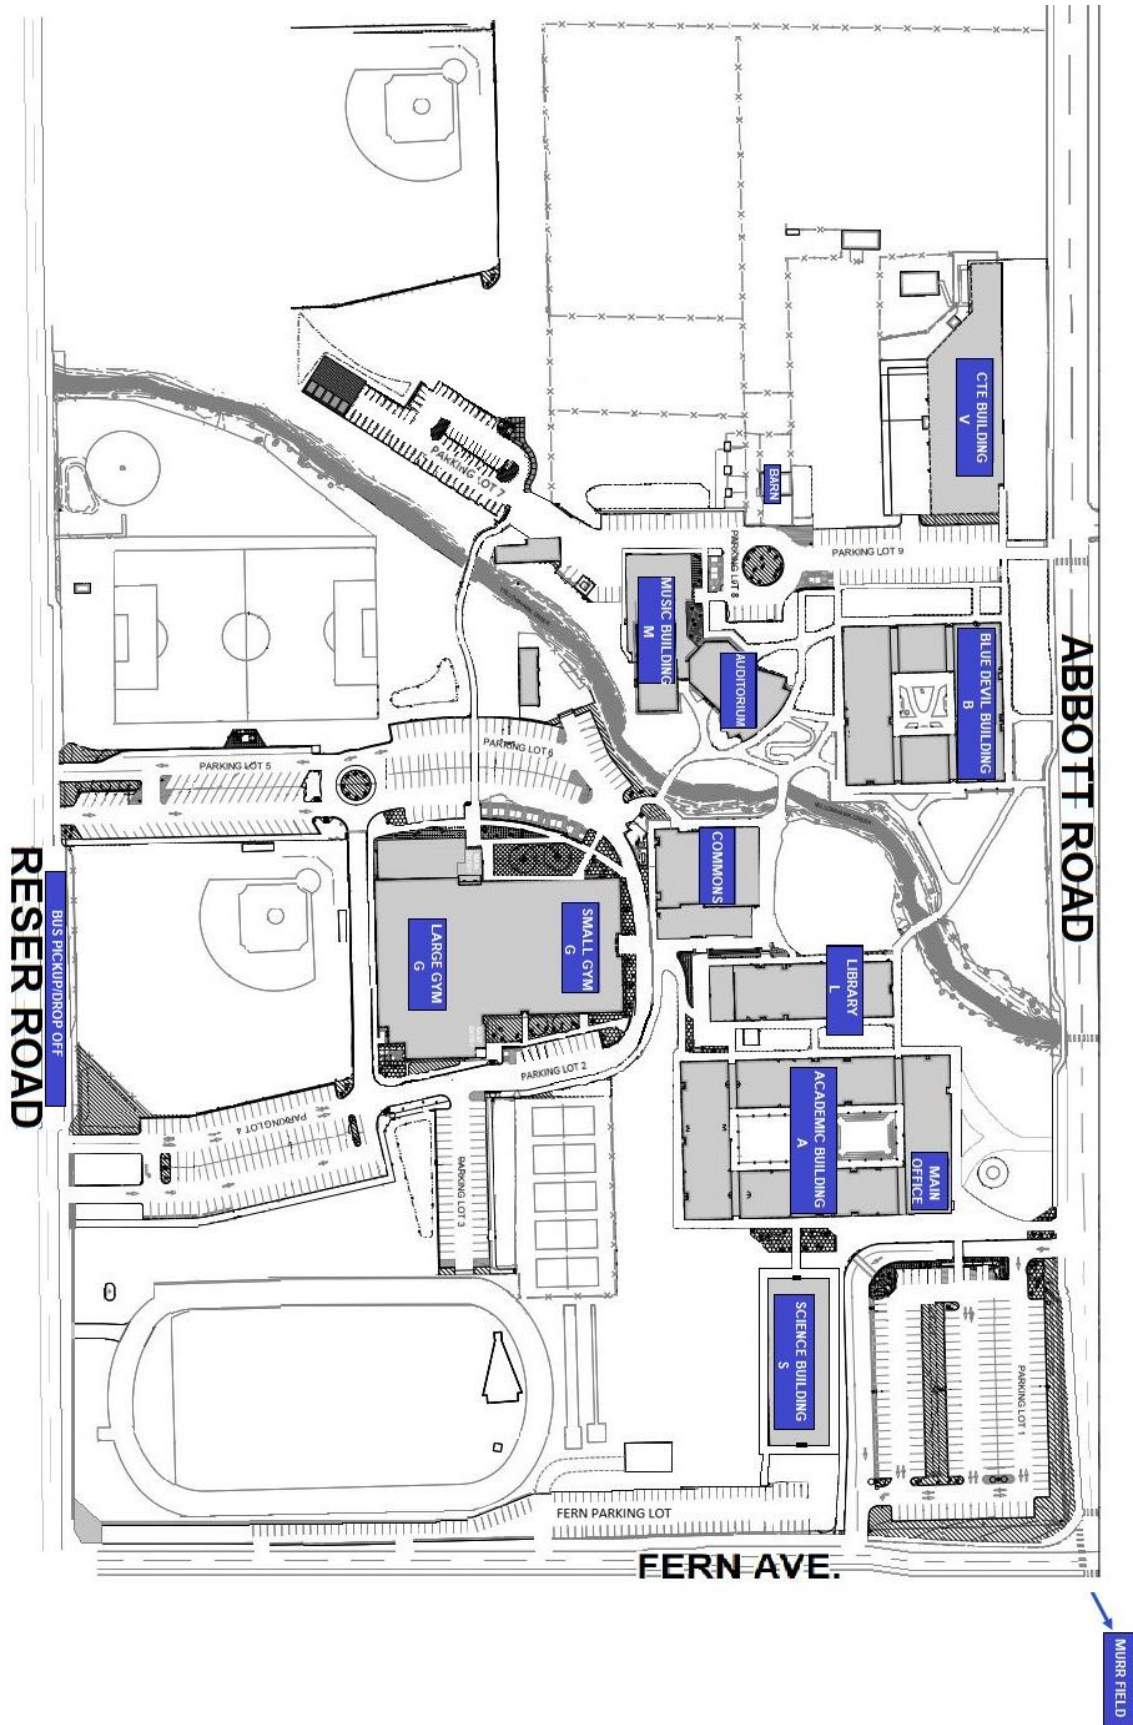 CTE BUILDING
V
BARN
PARKING LOT 7
PARKING LOT 8
PARKING LOT 9
MUSIC BUILDING
M
AUDITORIUM
BLUE DEVIL BUILDING
B
ABBOTT ROAD
PARKING LOT 6
PARKING LOT 5
COMMONS
RESER ROAD
BUS PICKUP/DROP OFF
SMALL GYM
G
LARGE GYM
G
LIBRARY
L
PARKING LOT 2
PARKING LOT 4
PARKING LOT 3
ACADEMIC BUILDING
A
MAIN
OFFICE
SCIENCE BUILDING
S
PARKING LOT 1
FERN PARKING LOT
FERN AVE.
MURR FIELD